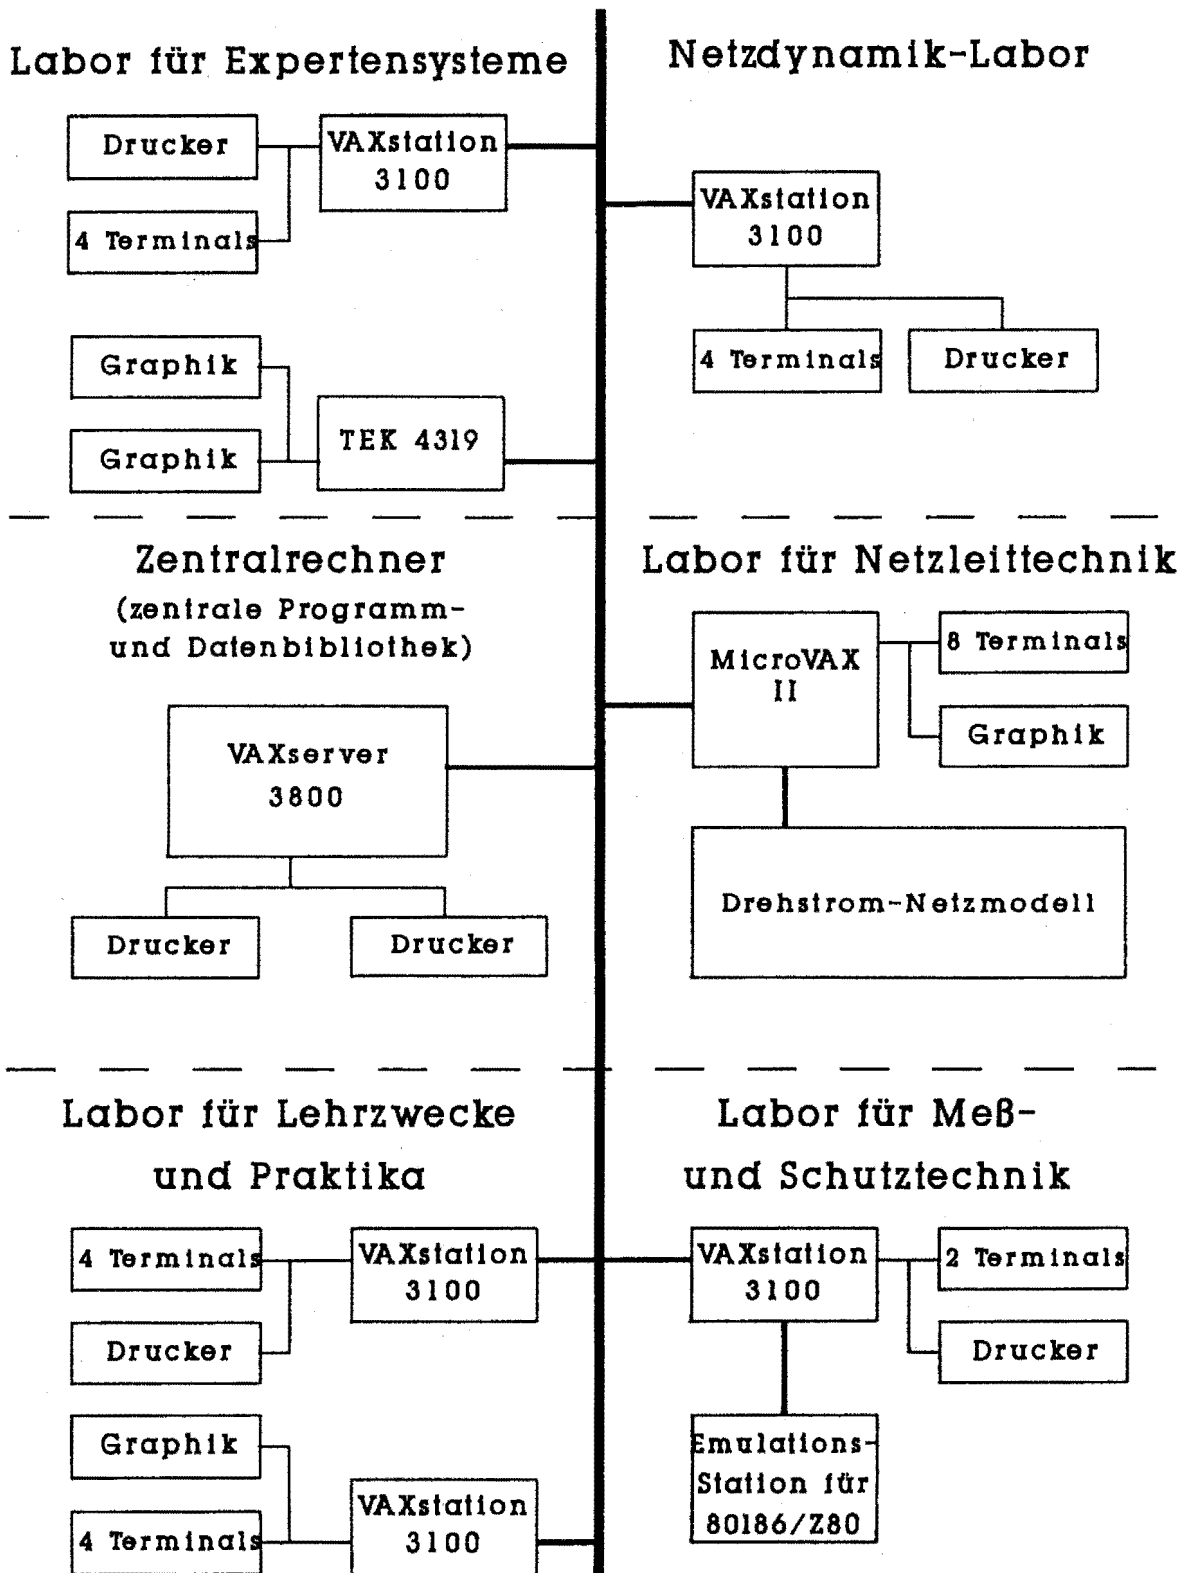 Labor für Expertensysteme
Drucker
VAXstation
3100
4 Terminals
Graphik
Graphik
TEK 4319
Netzdynamik-Labor
VAXstation
3100
4 Terminals
Drucker
Zentralrechner
(zentrale Programm-
und Datenbibliothek)
VAXserver
3800
Drucker
Drucker
Labor für Netzleittechnik
MicroVAX
II
8 Terminals
Graphik
Drehstrom-Netzmodell
Labor für Lehrzwecke
und Praktika
4 Terminals
VAXstation
3100
Drucker
Graphik
4 Terminals
VAXstation
3100
Labor für Meß-
und Schutztechnik
VAXstation
3100
2 Terminals
Drucker
Emulations-
Station für
80186/Z80